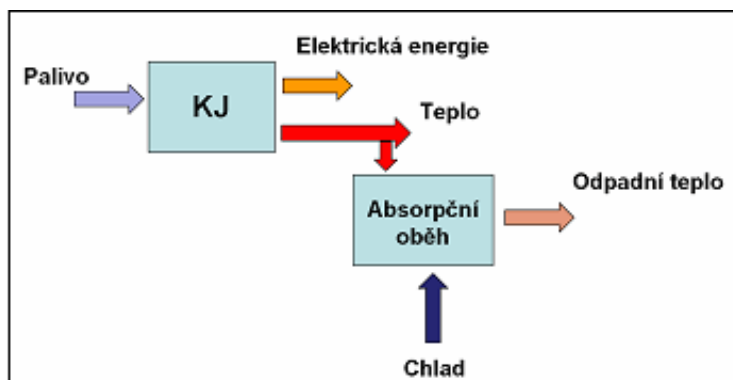 Elektrická energie
Palivo
KJ
Teplo
Odpadní teplo
Absorpční
oběh
Chlad